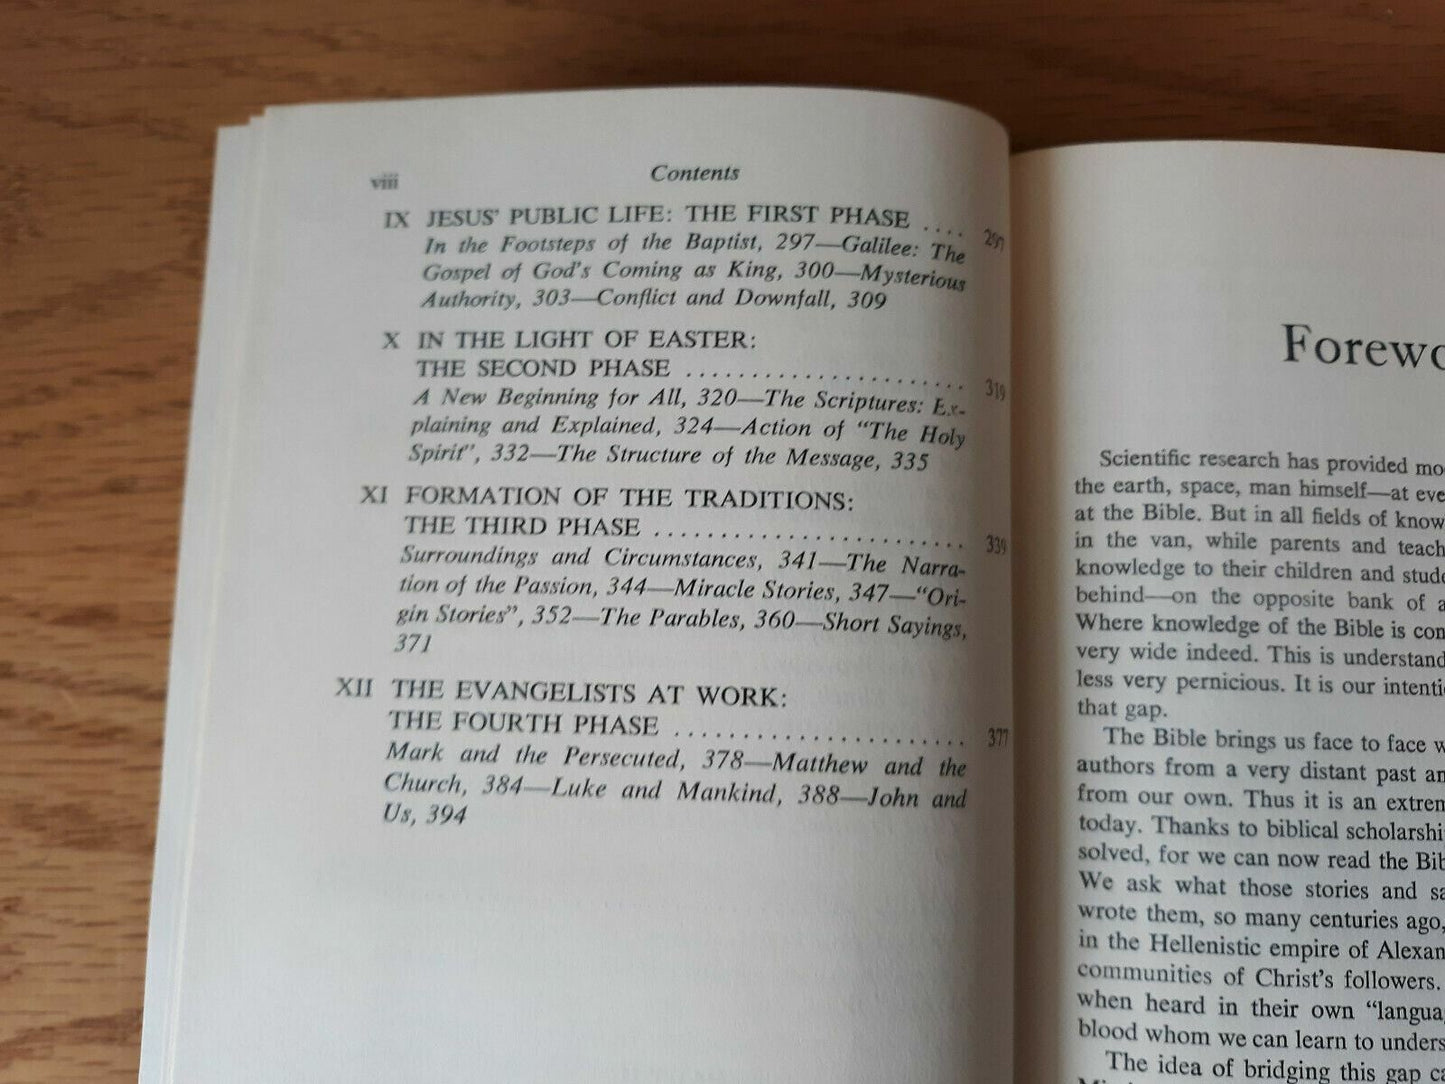 viii
Contents
IX JESUS' PUBLIC LIFE: THE FIRST PHASE .... 297
In the Footsteps of the Baptist, 297—Galilee: The
Gospel of God's Coming as King, 300—Mysterious
Authority, 303—Conflict and Downfall, 309
X IN THE LIGHT OF EASTER:
THE SECOND PHASE ...................... 319
A New Beginning for All, 320—The Scriptures: Ex-
plaining and Explained, 324—Action of “The Holy
Spirit”, 332—The Structure of the Message, 335
XI FORMATION OF THE TRADITIONS:
THE THIRD PHASE ........................ 339
Surroundings and Circumstances, 341—The Narra-
tion of the Passion, 344—Miracle Stories, 347—“Ori-
gin Stories”, 352—The Parables, 360—Short Sayings,
371
XII THE EVANGELISTS AT WORK:
THE FOURTH PHASE ....................... 377
Mark and the Persecuted, 378—Matthew and the
Church, 384—Luke and Mankind, 388—John and
Us, 394
Forewo
Scientific research has provided mo
the earth, space, man himself—at eve
at the Bible. But in all fields of know
in the van, while parents and teach
knowledge to their children and stude
behind—on the opposite bank of a
Where knowledge of the Bible is con
very wide indeed. This is understand
less very pernicious. It is our intenti
that gap.
The Bible brings us face to face w
authors from a very distant past an
from our own. Thus it is an extrem
today. Thanks to biblical scholarshi
solved, for we can now read the Bib
We ask what those stories and sa
wrote them, so many centuries ago,
in the Hellenistic empire of Alexan
communities of Christ's followers.
when heard in their own “langua
blood whom we can learn to unders
The idea of bridging this gap ca